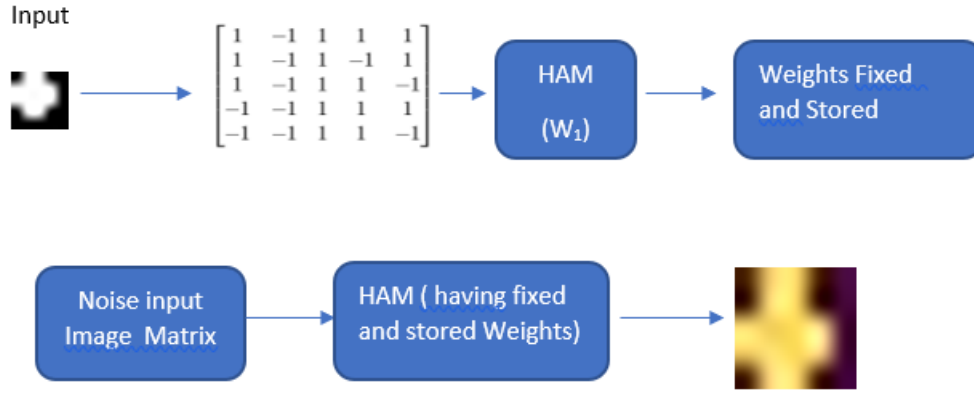 Input
1 −1 1 1 1
1 −1 1 −1 1
1 −1 1 1 −1
−1 −1 1 1 1
−1 −1 1 1 −1
HAM
(W₁)
Weights Fixed
and Stored
Noise input
Image Matrix
HAM ( having fixed
and stored Weights)